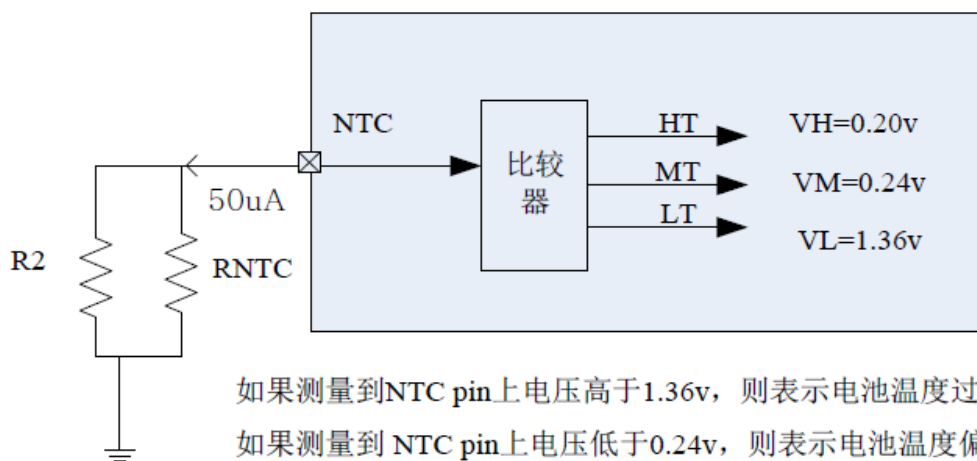 NTC
HT
VH=0.20v
比较
器
MT
VM=0.24v
50uA
LT
VL=1.36v
R2
RNTC
如果测量到NTC pin上电压高于1.36v，则表示电池温度过
如果测量到 NTC pin上电压低于0.24v，则表示电池温度偏